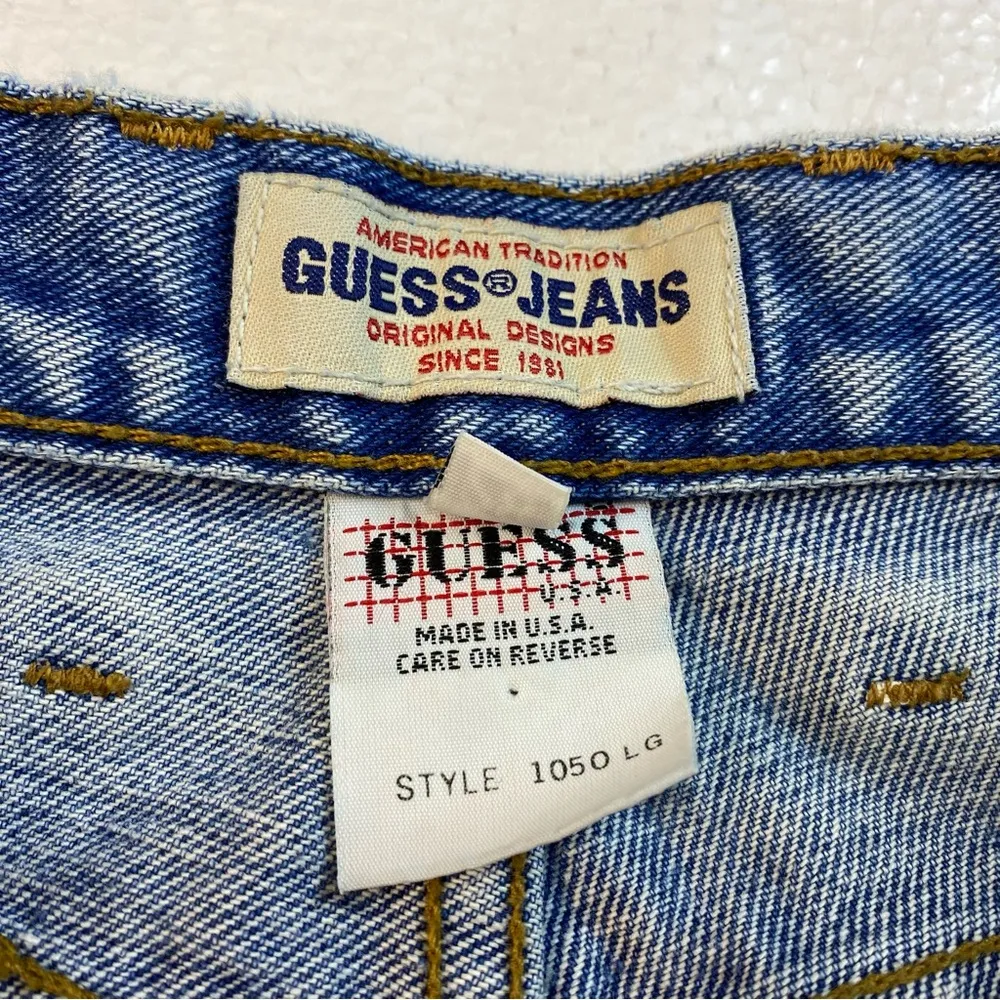 AMERICAN TRADITION
GUESS® JEANS
ORIGINAL DESIGNS
SINCE 1981
GUESS
U.S.A.
MADE IN U.S.A.
CARE ON REVERSE
STYLE 1050 LG